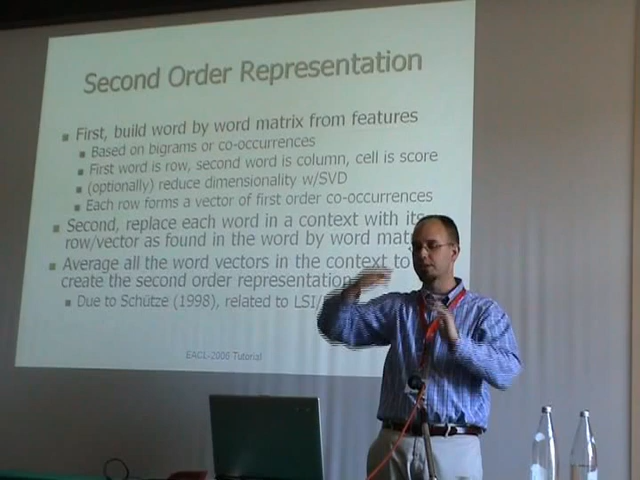 Second Order Representation
First, build word by word matrix from features
Based on bigrams or co-occurrences
First word is row, second word is column, cell is score
(optionally) reduce dimensionality w/SVD
Each row forms a vector of first order co-occurrences
Second, replace each word in a context with its
row/vector as found in the word by word
Average all the word vectors in the context to
create the second order representation
Due to Schütze (1998), related to LSI/
EACL-2006 Tutorial